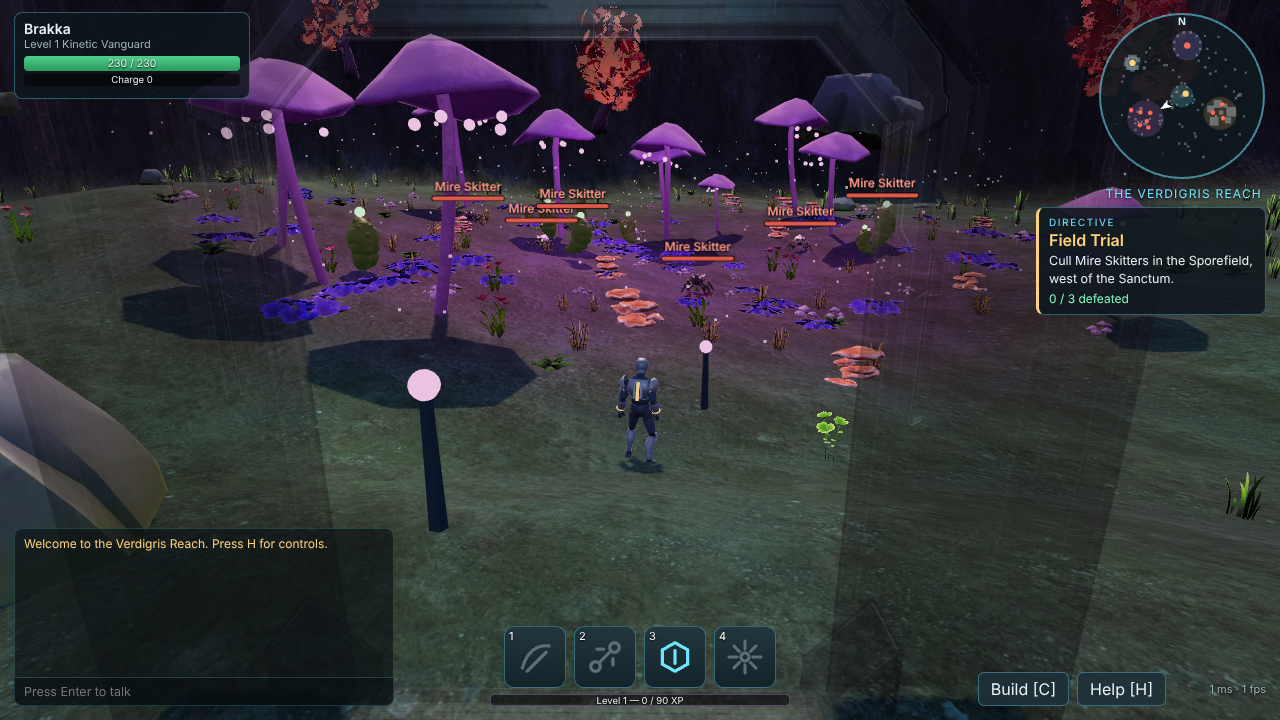 Brakka
Level 1 Kinetic Vanguard
230 / 230
Charge 0
N
THE VERDIGRIS REACH
DIRECTIVE
Field Trial
Cull Mire Skitters in the Sporefield,
west of the Sanctum.
0 / 3 defeated
Mire Skitter
Mire Skitter
Mire Skitter
Mire Skitter
Mire Skitter
Mire Skitter
Welcome to the Verdigris Reach. Press H for controls.
Press Enter to talk
1
2
3
4
Level 1 — 0 / 90 XP
Build [C]
Help [H]
1 ms · 1 fps